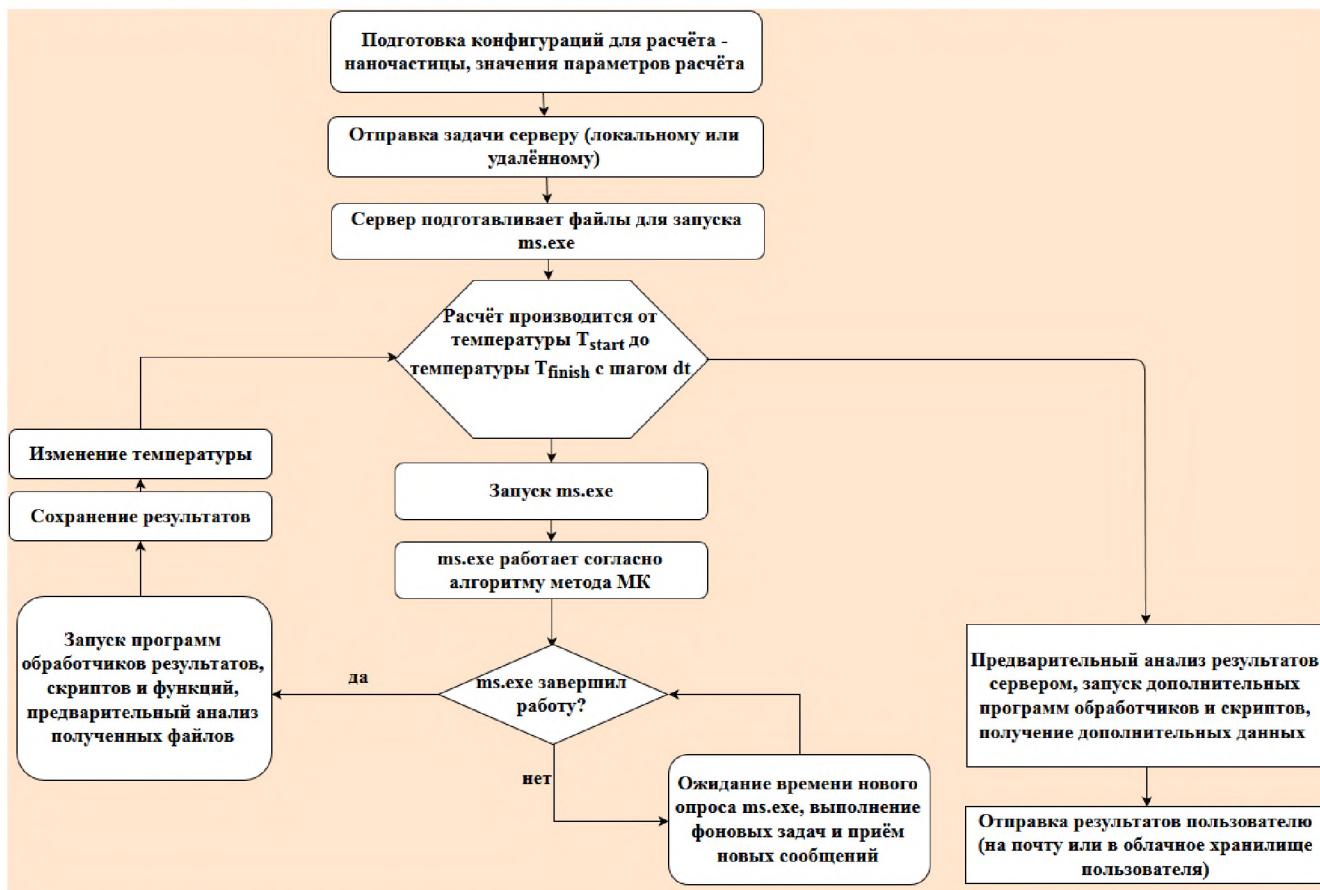 Подготовка конфигураций для расчёта -
наночастицы, значения параметров расчёта
Отправка задачи серверу (локальному или
удалённому)
Сервер подготавливает файлы для запуска
ms.exe
Расчёт производится от
температуры Tstart до
температуры Tfinish с шагом dt
Изменение температуры
Сохранение результатов
Запуск ms.exe
ms.exe работает согласно
алгоритму метода МК
Запуск программ
обработчиков результатов,
скриптов и функций,
предварительный анализ
полученных файлов
да
ms.exe завершил
работу?
нет
Ожидание времени нового
опроса ms.exe, выполнение
фоновых задач и приём
новых сообщений
Предварительный анализ результатов
сервером, запуск дополнительных
программ обработчиков и скриптов,
получение дополнительных данных
Отправка результатов пользователю
(на почту или в облачное хранилище
пользователя)